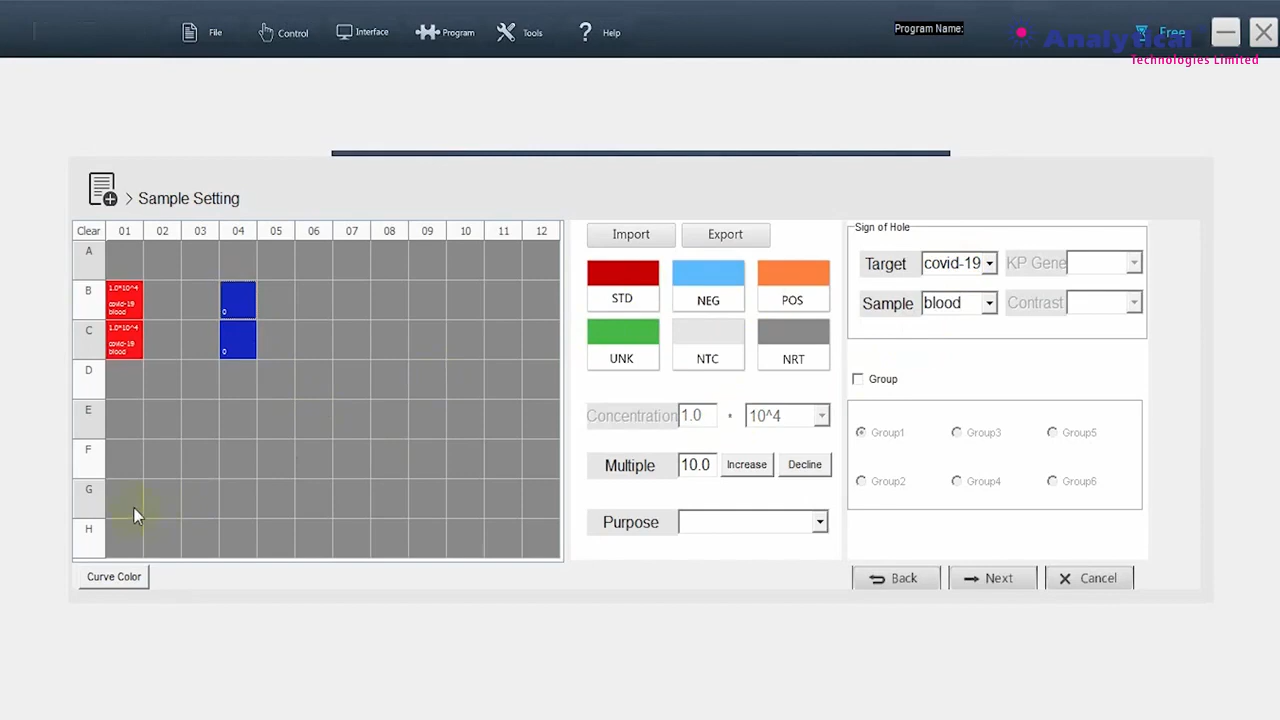 File
Control
Interface
Program
Tools
Help
Program Name:
Free
Analytical
Technologies Limited
> Sample Setting
Clear 01 02 03 04 05 06 07 08 09 10 11 12
A
B
C
D
E
F
G
H
1.0*10^4
covid-19
blood
0
1.0*10^4
covid-19
blood
0
Curve Color
Import Export
STD NEG POS
UNK NTC NRT
Concentration 1.0 * 10^4
Multiple 10.0 Increase Decline
Purpose
Sign of Hole
Target covid-19 KP Gene
Sample blood Contrast
Group
Group1 Group3 Group5
Group2 Group4 Group6
Back Next Cancel